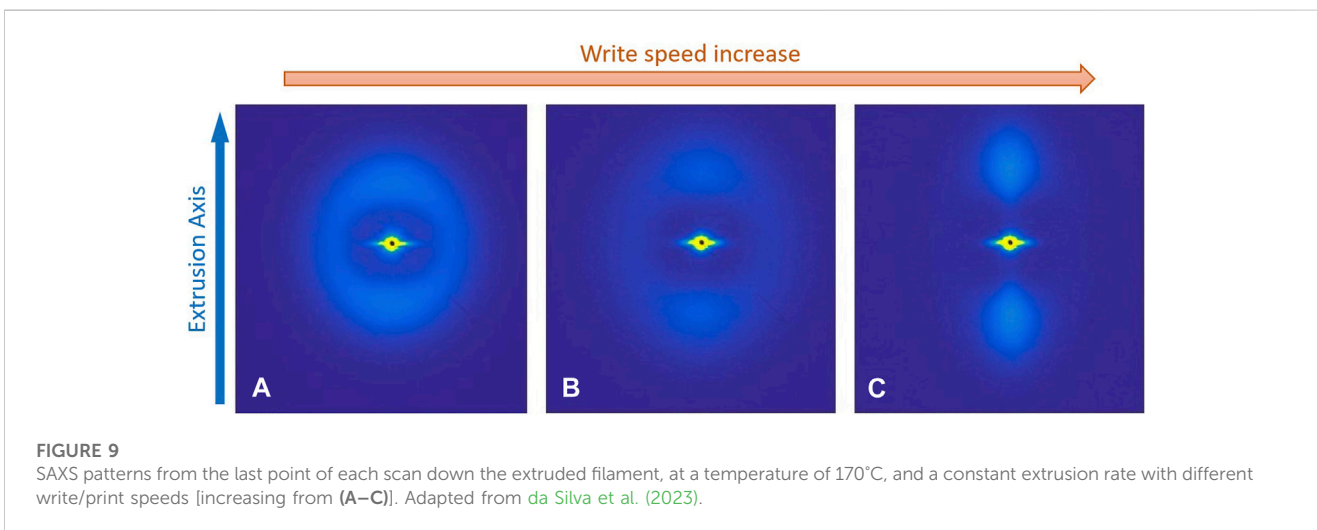 Write speed increase
Extrusion Axis
A
B
C
FIGURE 9
SAXS patterns from the last point of each scan down the extruded filament, at a temperature of 170°C, and a constant extrusion rate with different
write/print speeds [increasing from (A–C)]. Adapted from da Silva et al. (2023).